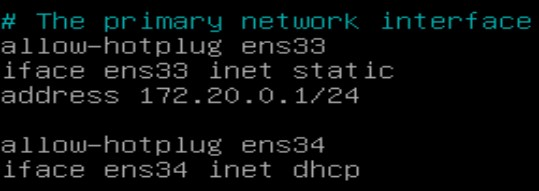 # The primary network interface
allow-hotplug ens33
iface ens33 inet static
address 172.20.0.1/24

allow-hotplug ens34
iface ens34 inet dhcp